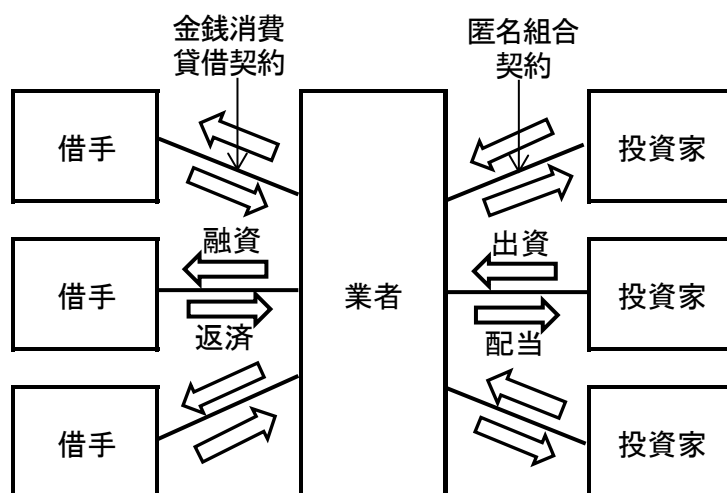 金銭消費
貸借契約
匿名組合
契約
借手
投資家
融資
出資
借手
業者
投資家
返済
配当
借手
投資家